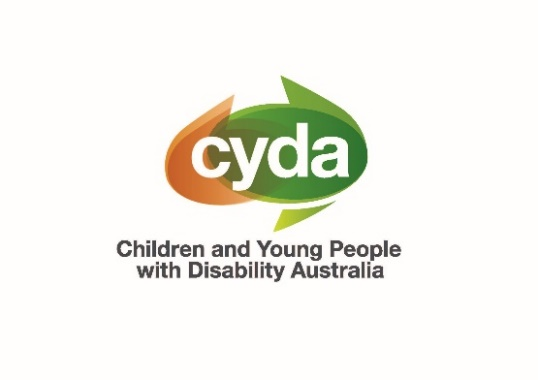 cyda
Children and Young People
with Disability Australia